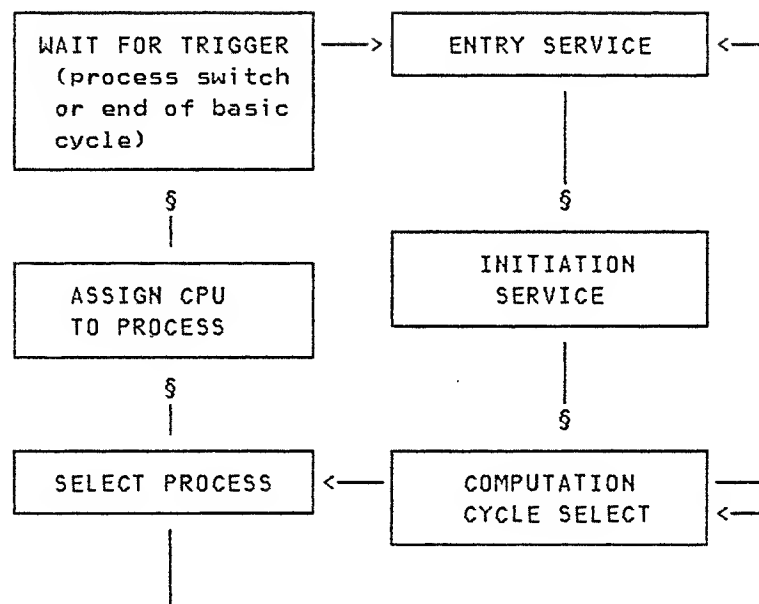 WAIT FOR TRIGGER
(process switch
or end of basic
cycle)
ENTRY SERVICE
§
§
ASSIGN CPU
TO PROCESS
INITIATION
SERVICE
§
§
SELECT PROCESS
COMPUTATION
CYCLE SELECT